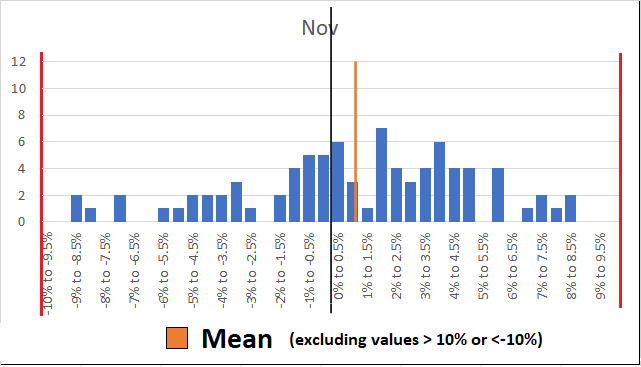 Nov
12
10
8
6
4
2
0
-10% to -9.5%
-9% to -8.5%
-8% to -7.5%
-7% to -6.5%
-6% to -5.5%
-5% to -4.5%
-4% to -3.5%
-3% to -2.5%
-2% to -1.5%
-1% to -0.5%
0% to 0.5%
1% to 1.5%
2% to 2.5%
3% to 3.5%
4% to 4.5%
5% to 5.5%
6% to 6.5%
7% to 7.5%
8% to 8.5%
9% to 9.5%
Mean (excluding values > 10% or <-10%)